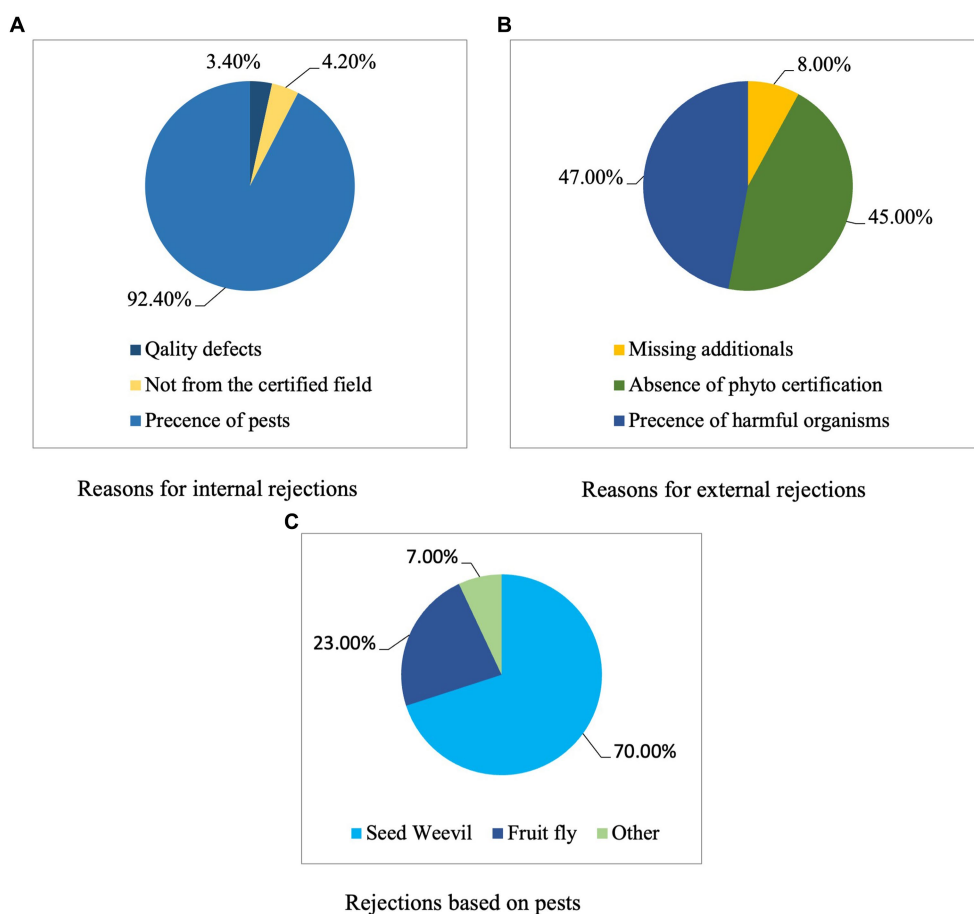 A
3.40%
4.20%
92.40%
Qality defects
Not from the certified field
Precence of pests
Reasons for internal rejections
B
8.00%
47.00%
45.00%
Missing additionals
Absence of phyto certification
Precence of harmful organisms
Reasons for external rejections
C
7.00%
23.00%
70.00%
Seed Weevil Fruit fly Other
Rejections based on pests